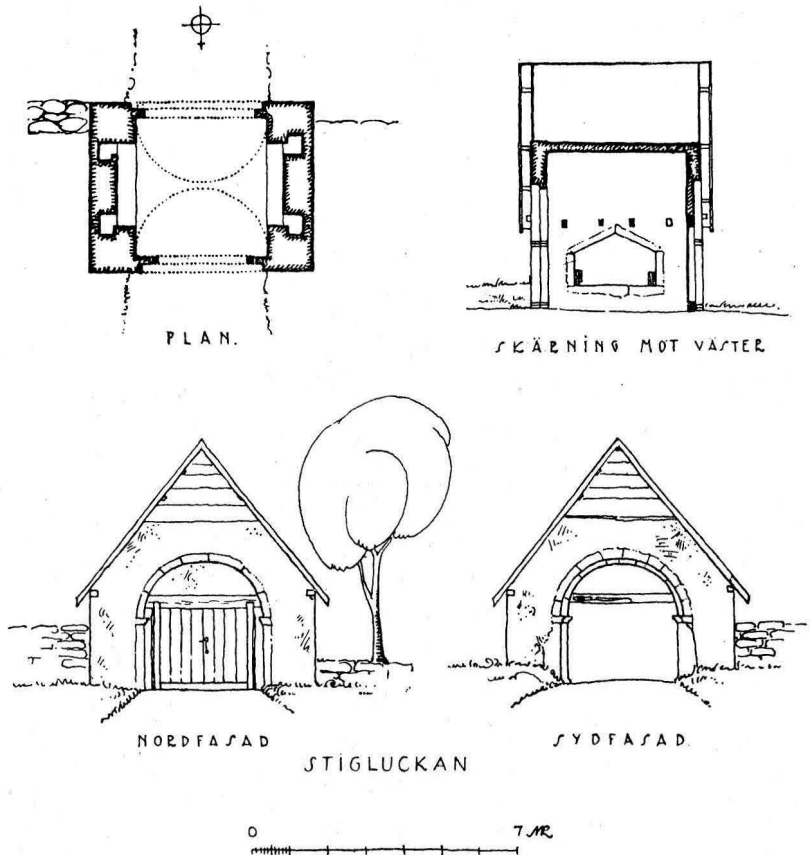 PLAN.
SKÄRNING MOT VÄSTER
NORDFASAD
SYDFASAD.
STIGLUCKAN
0 7 M